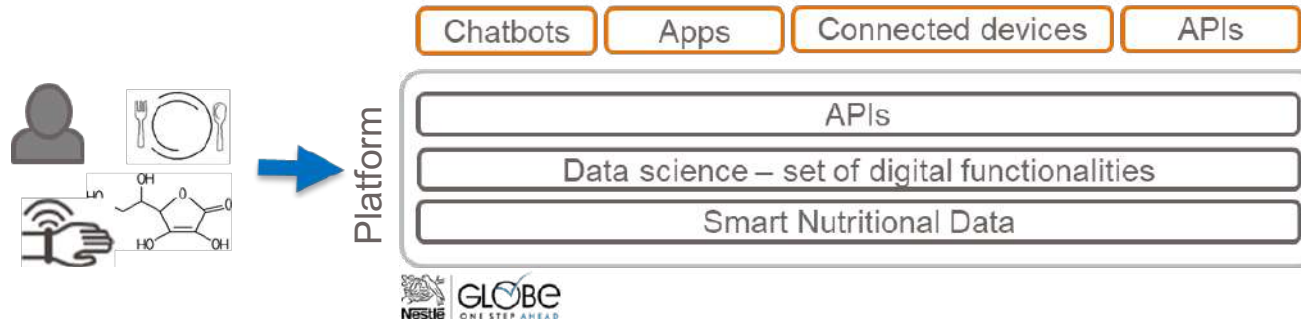 Chatbots
Apps
Connected devices
APIs
Platform
APIs
Data science – set of digital functionalities
Smart Nutritional Data
OH
HO
O
O
HO
OH
Nestlé
GLOBE
ONE STEP AHEAD